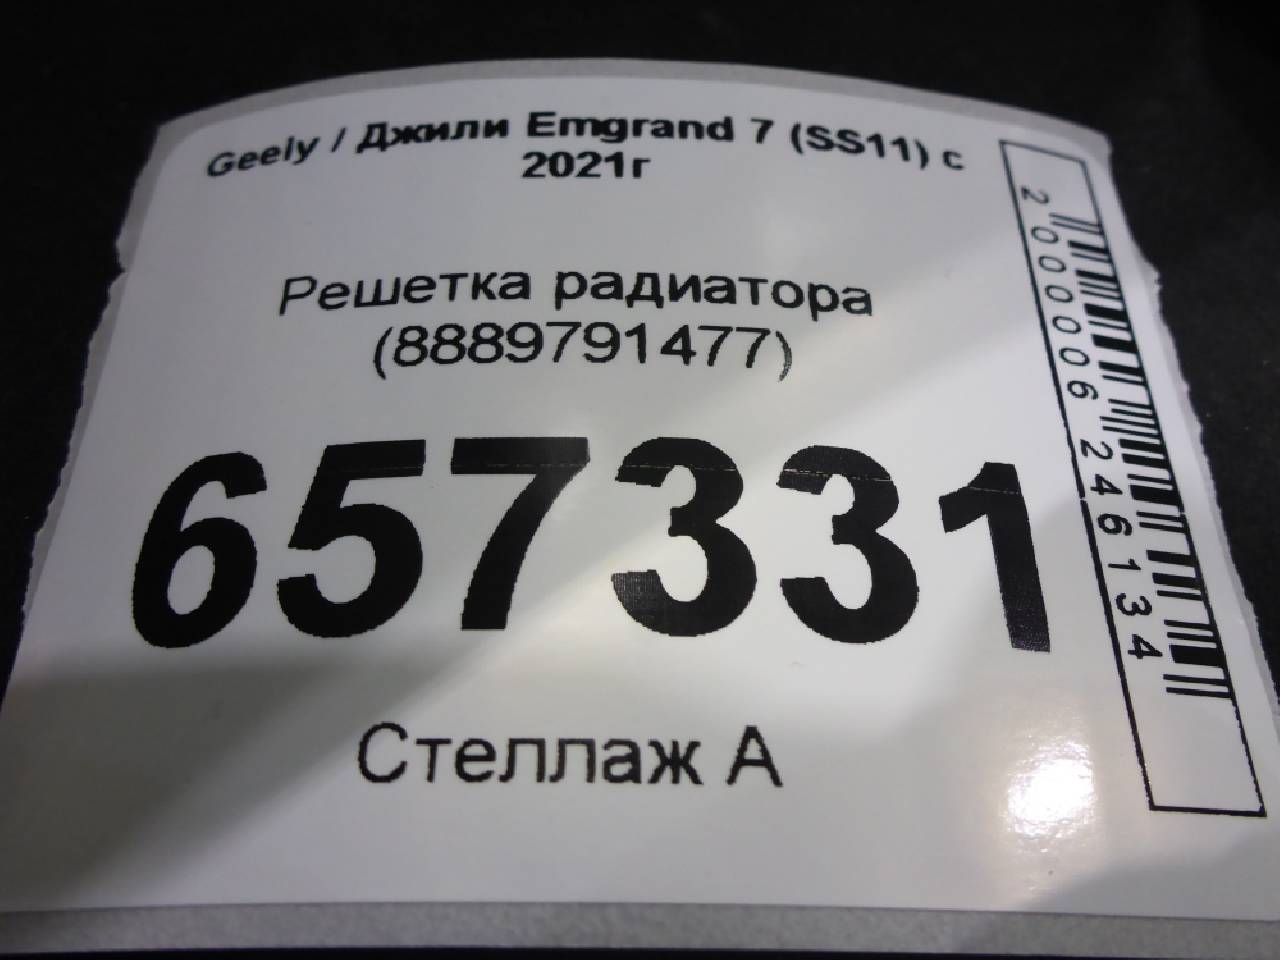 Geely / Джили Emgrand 7 (SS11) с
2021г
Решетка радиатора
(8889791477)
657331
Стеллаж А
2000006246134